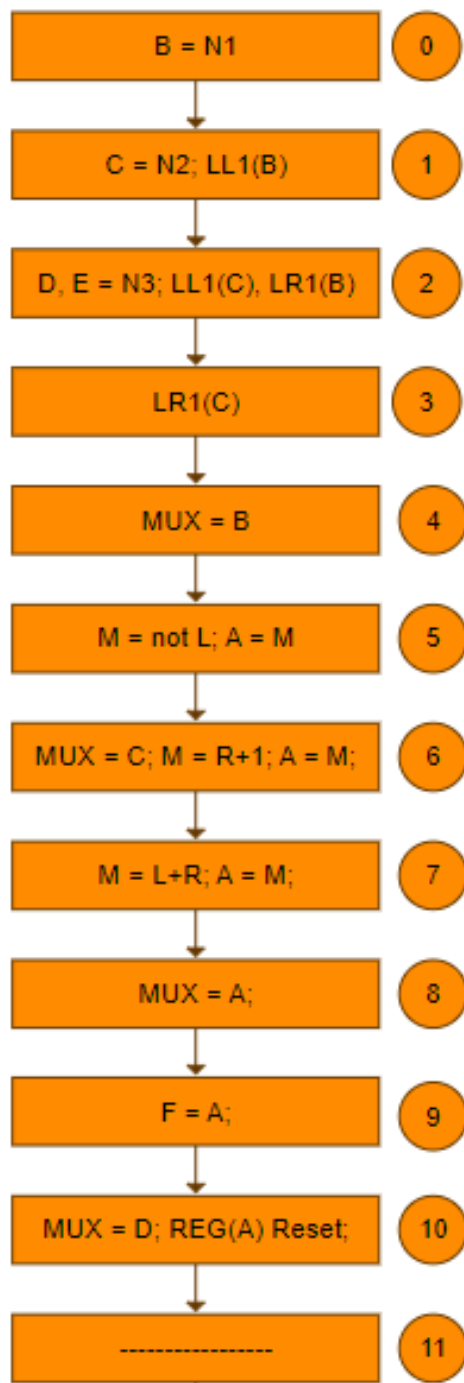 B = N1 0
C = N2; LL1(B) 1
D, E = N3; LL1(C), LR1(B) 2
LR1(C) 3
MUX = B 4
M = not L; A = M 5
MUX = C; M = R+1; A = M; 6
M = L+R; A = M; 7
MUX = A; 8
F = A; 9
MUX = D; REG(A) Reset; 10
----------------- 11